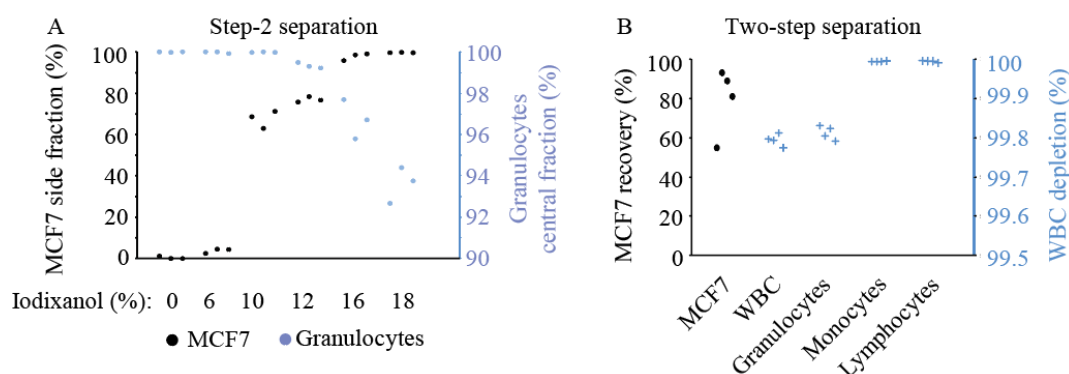 A
Step-2 separation
MCF7 side fraction (%)
100
80
60
40
20
0
100
98
96
94
92
90
Granulocytes
central fraction (%)
Iodixanol (%): 0 6 10 12 16 18
MCF7 Granulocytes
B
Two-step separation
MCF7 recovery (%)
100
80
60
40
20
0
100
99.9
99.8
99.7
99.6
99.5
WBC depletion (%)
MCF7
WBC
Granulocytes
Monocytes
Lymphocytes